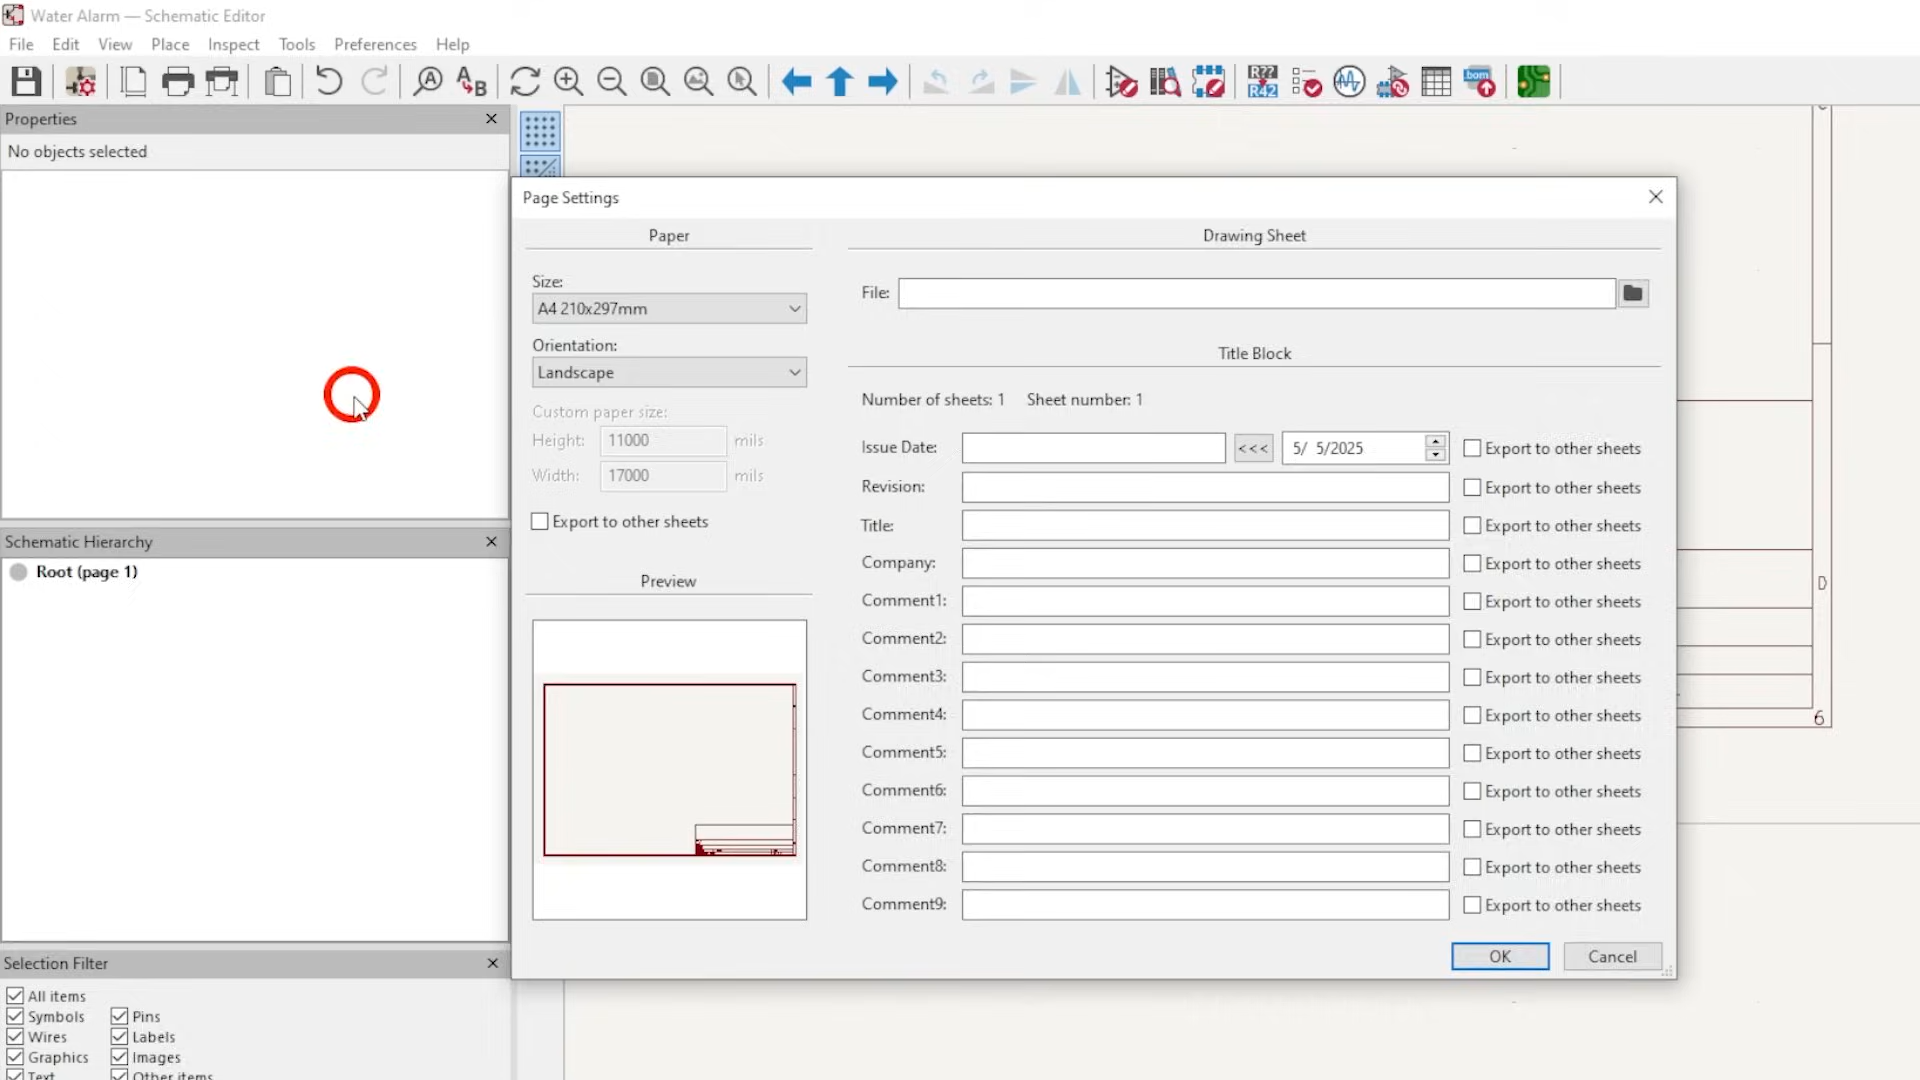 Water Alarm — Schematic Editor
File Edit View Place Inspect Tools Preferences Help
A A B R?? R42 bom
Properties
No objects selected
Page Settings
Paper
Drawing Sheet
Size:
A4 210x297mm
File:
Orientation:
Landscape
Title Block
Custom paper size:
Height: 11000 mils
Width: 17000 mils
Export to other sheets
Preview
Number of sheets: 1 Sheet number: 1
Issue Date: <<< 5/ 5/2025 Export to other sheets
Revision: Export to other sheets
Title: Export to other sheets
Company: Export to other sheets
Comment1: Export to other sheets
Comment2: Export to other sheets
Comment3: Export to other sheets
Comment4: Export to other sheets
Comment5: Export to other sheets
Comment6: Export to other sheets
Comment7: Export to other sheets
Comment8: Export to other sheets
Comment9: Export to other sheets
OK Cancel
D
6
Schematic Hierarchy
Root (page 1)
Selection Filter
All items
Symbols Pins
Wires Labels
Graphics Images
Text Other items